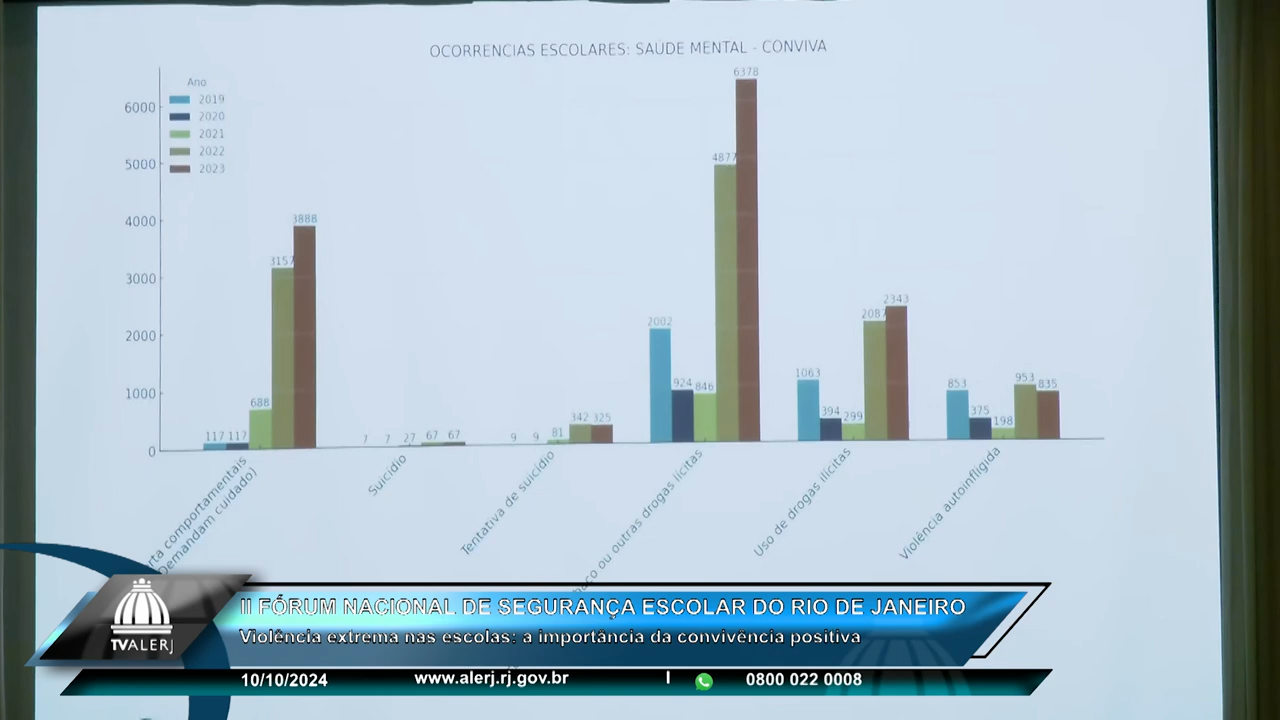 OCORRENCIAS ESCOLARES: SAÚDE MENTAL - CONVIVA
Ano
2019
2020
2021
2022
2023
6000
5000
4000
3000
2000
1000
0
117 117 688 3157 3888
7 7 27 67 67
9 9 81 342 325
2002 924 846 4877 6378
1063 394 299 2087 2343
853 375 198 953 835
comportamentais
Demandam cuidado)
Suicídio
Tentativa de suicídio
ou outras drogas lícitas
Uso de drogas ilícitas
Violência autoinfligida
TVALERJ
II FÓRUM NACIONAL DE SEGURANÇA ESCOLAR DO RIO DE JANEIRO
Violência extrema nas escolas: a importância da convivência positiva
10/10/2024 www.alerj.rj.gov.br | 0800 022 0008